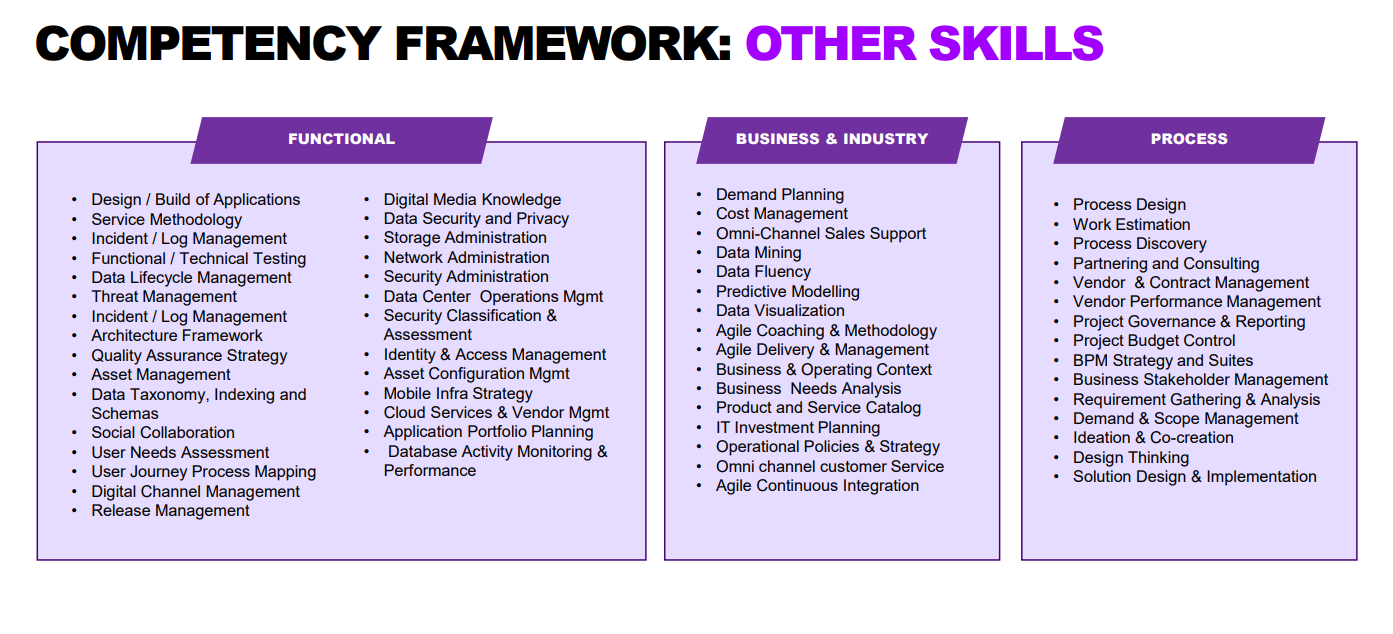 COMPETENCY FRAMEWORK: OTHER SKILLS
FUNCTIONAL
• Design / Build of Applications
• Service Methodology
• Incident / Log Management
• Functional / Technical Testing
• Data Lifecycle Management
• Threat Management
• Incident / Log Management
• Architecture Framework
• Quality Assurance Strategy
• Asset Management
• Data Taxonomy, Indexing and
Schemas
• Social Collaboration
• User Needs Assessment
• User Journey Process Mapping
• Digital Channel Management
• Release Management
• Digital Media Knowledge
• Data Security and Privacy
• Storage Administration
• Network Administration
• Security Administration
• Data Center  Operations Mgmt
• Security Classification &
Assessment
• Identity & Access Management
• Asset Configuration Mgmt
• Mobile Infra Strategy
• Cloud Services & Vendor Mgmt
• Application Portfolio Planning
•  Database Activity Monitoring &
Performance
BUSINESS & INDUSTRY
• Demand Planning
• Cost Management
• Omni-Channel Sales Support
• Data Mining
• Data Fluency
• Predictive Modelling
• Data Visualization
• Agile Coaching & Methodology
• Agile Delivery & Management
• Business & Operating Context
• Business  Needs Analysis
• Product and Service Catalog
• IT Investment Planning
• Operational Policies & Strategy
• Omni channel customer Service
• Agile Continuous Integration
PROCESS
• Process Design
• Work Estimation
• Process Discovery
• Partnering and Consulting
• Vendor  & Contract Management
• Vendor Performance Management
• Project Governance & Reporting
• Project Budget Control
• BPM Strategy and Suites
• Business Stakeholder Management
• Requirement Gathering & Analysis
• Demand & Scope Management
• Ideation & Co-creation
• Design Thinking
• Solution Design & Implementation